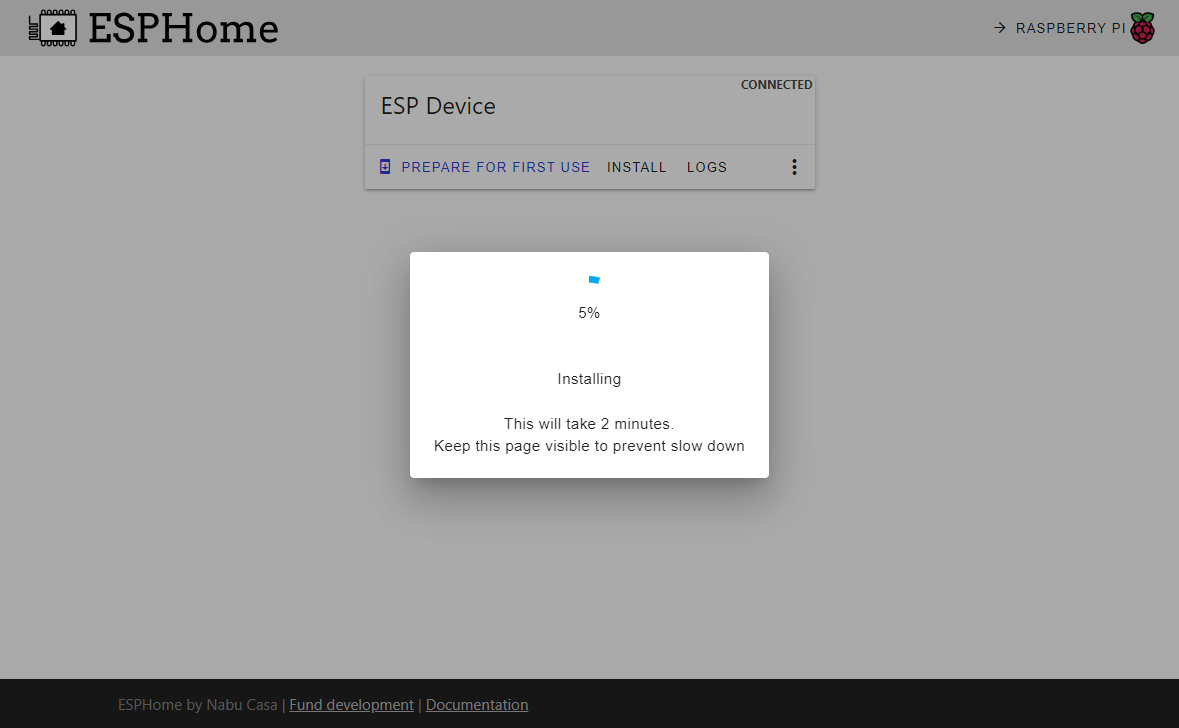 ESPHome
→ RASPBERRY PI
CONNECTED
ESP Device
PREPARE FOR FIRST USE INSTALL LOGS
5%
Installing
This will take 2 minutes.
Keep this page visible to prevent slow down
ESPHome by Nabu Casa | Fund development | Documentation